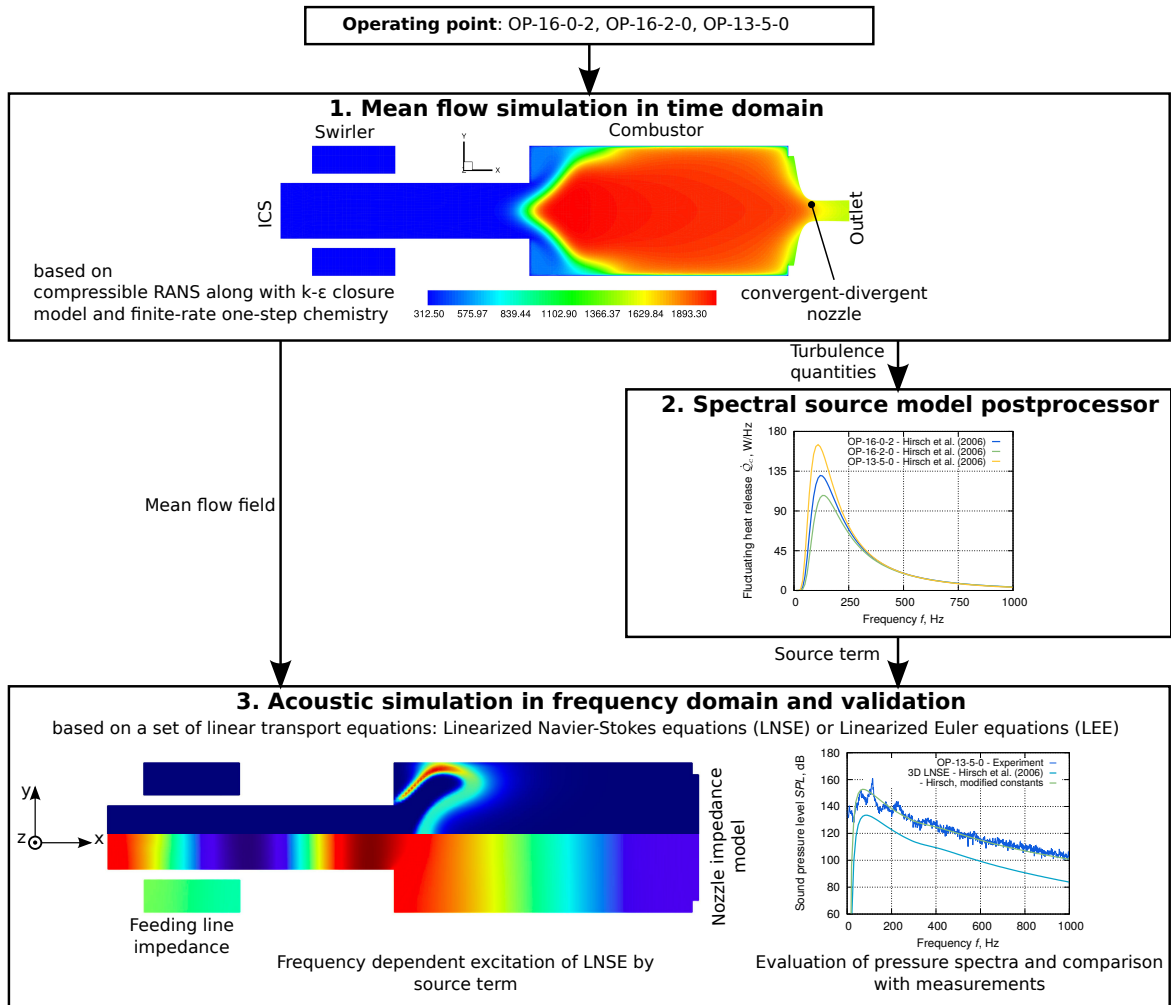 Operating point: OP-16-0-2, OP-16-2-0, OP-13-5-0
1. Mean flow simulation in time domain
Swirler
Combustor
Y
Z
X
ICS
Outlet
based on
compressible RANS along with k-ε closure
model and finite-rate one-step chemistry
312.50 575.97 839.44 1102.90 1366.37 1629.84 1893.30
convergent-divergent
nozzle
Turbulence
quantities
Mean flow field
2. Spectral source model postprocessor
Fluctuating heat release Q̇c, W/Hz
180
135
90
45
0
OP-16-0-2 - Hirsch et al. (2006)
OP-16-2-0 - Hirsch et al. (2006)
OP-13-5-0 - Hirsch et al. (2006)
0 250 500 750 1000
Frequency f, Hz
Source term
3. Acoustic simulation in frequency domain and validation
based on a set of linear transport equations: Linearized Navier-Stokes equations (LNSE) or Linearized Euler equations (LEE)
y
z
x
Feeding line
impedance
Nozzle impedance
model
Frequency dependent excitation of LNSE by
source term
Sound pressure level SPL, dB
180
160
140
120
100
80
60
OP-13-5-0 - Experiment
3D LNSE - Hirsch et al. (2006)
- Hirsch, modified constants
0 200 400 600 800 1000
Frequency f, Hz
Evaluation of pressure spectra and comparison
with measurements